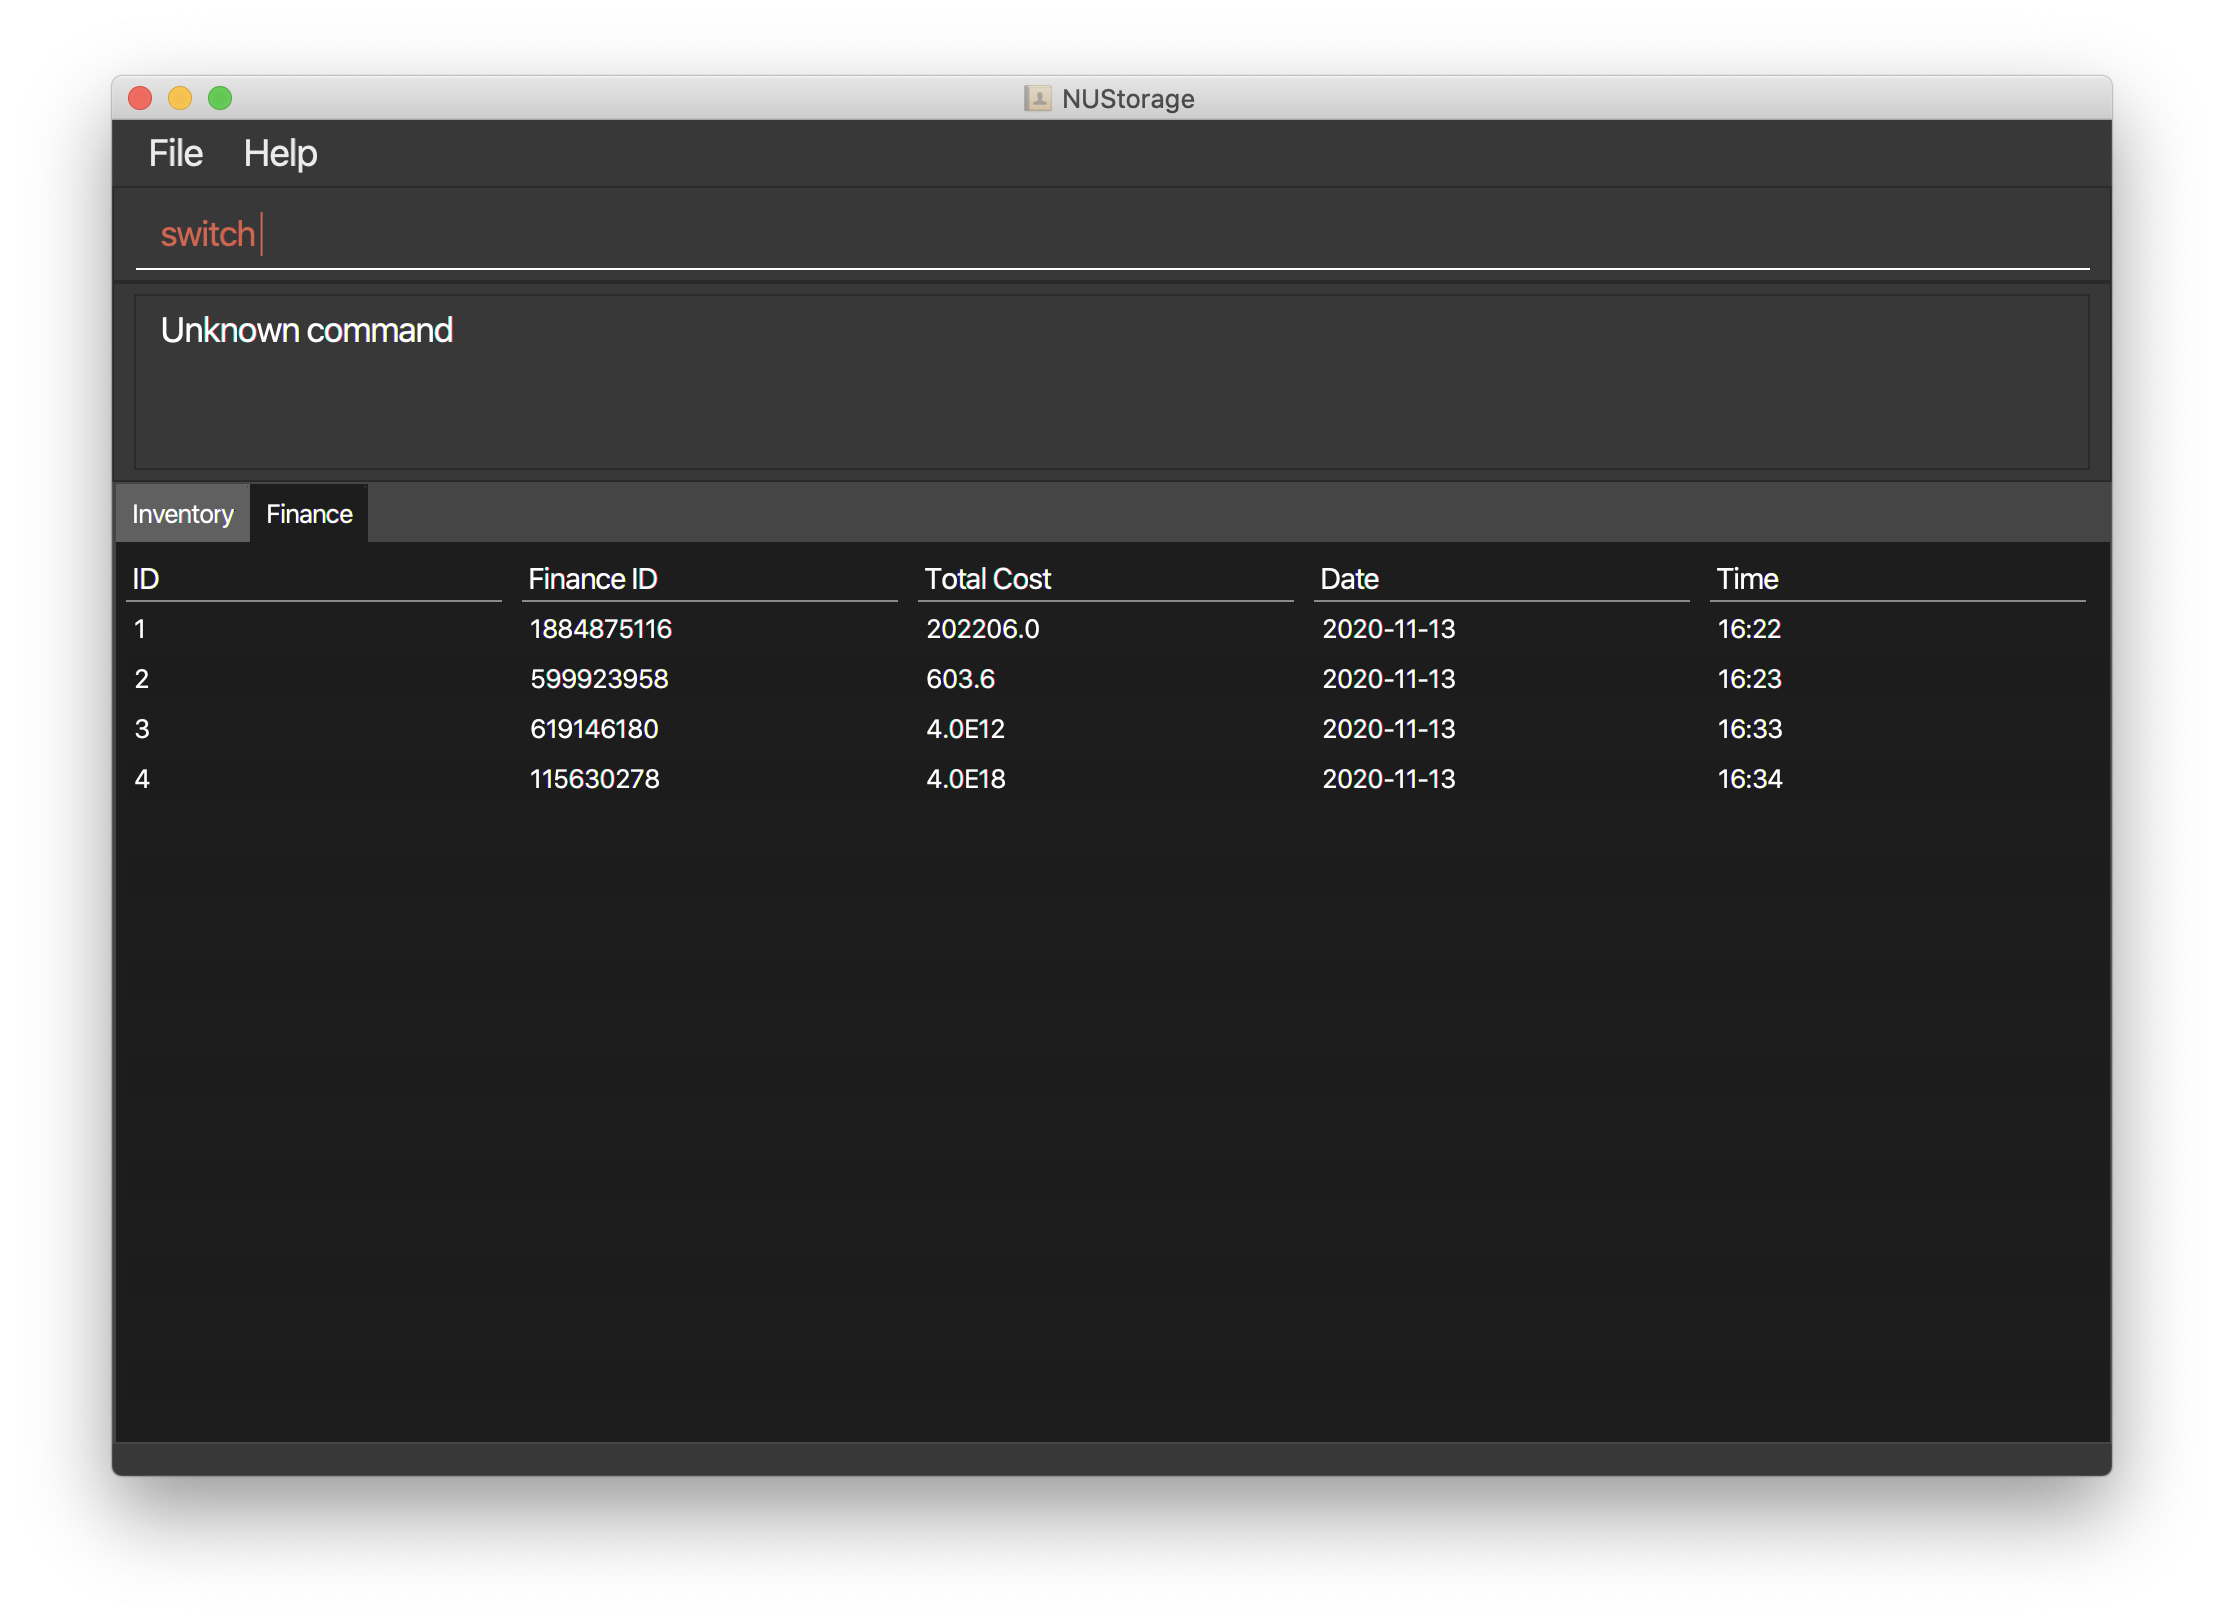 NUStorage
File Help
switch
Unknown command
Inventory Finance
ID Finance ID Total Cost Date Time
1 1884875116 202206.0 2020-11-13 16:22
2 599923958 603.6 2020-11-13 16:23
3 619146180 4.0E12 2020-11-13 16:33
4 115630278 4.0E18 2020-11-13 16:34